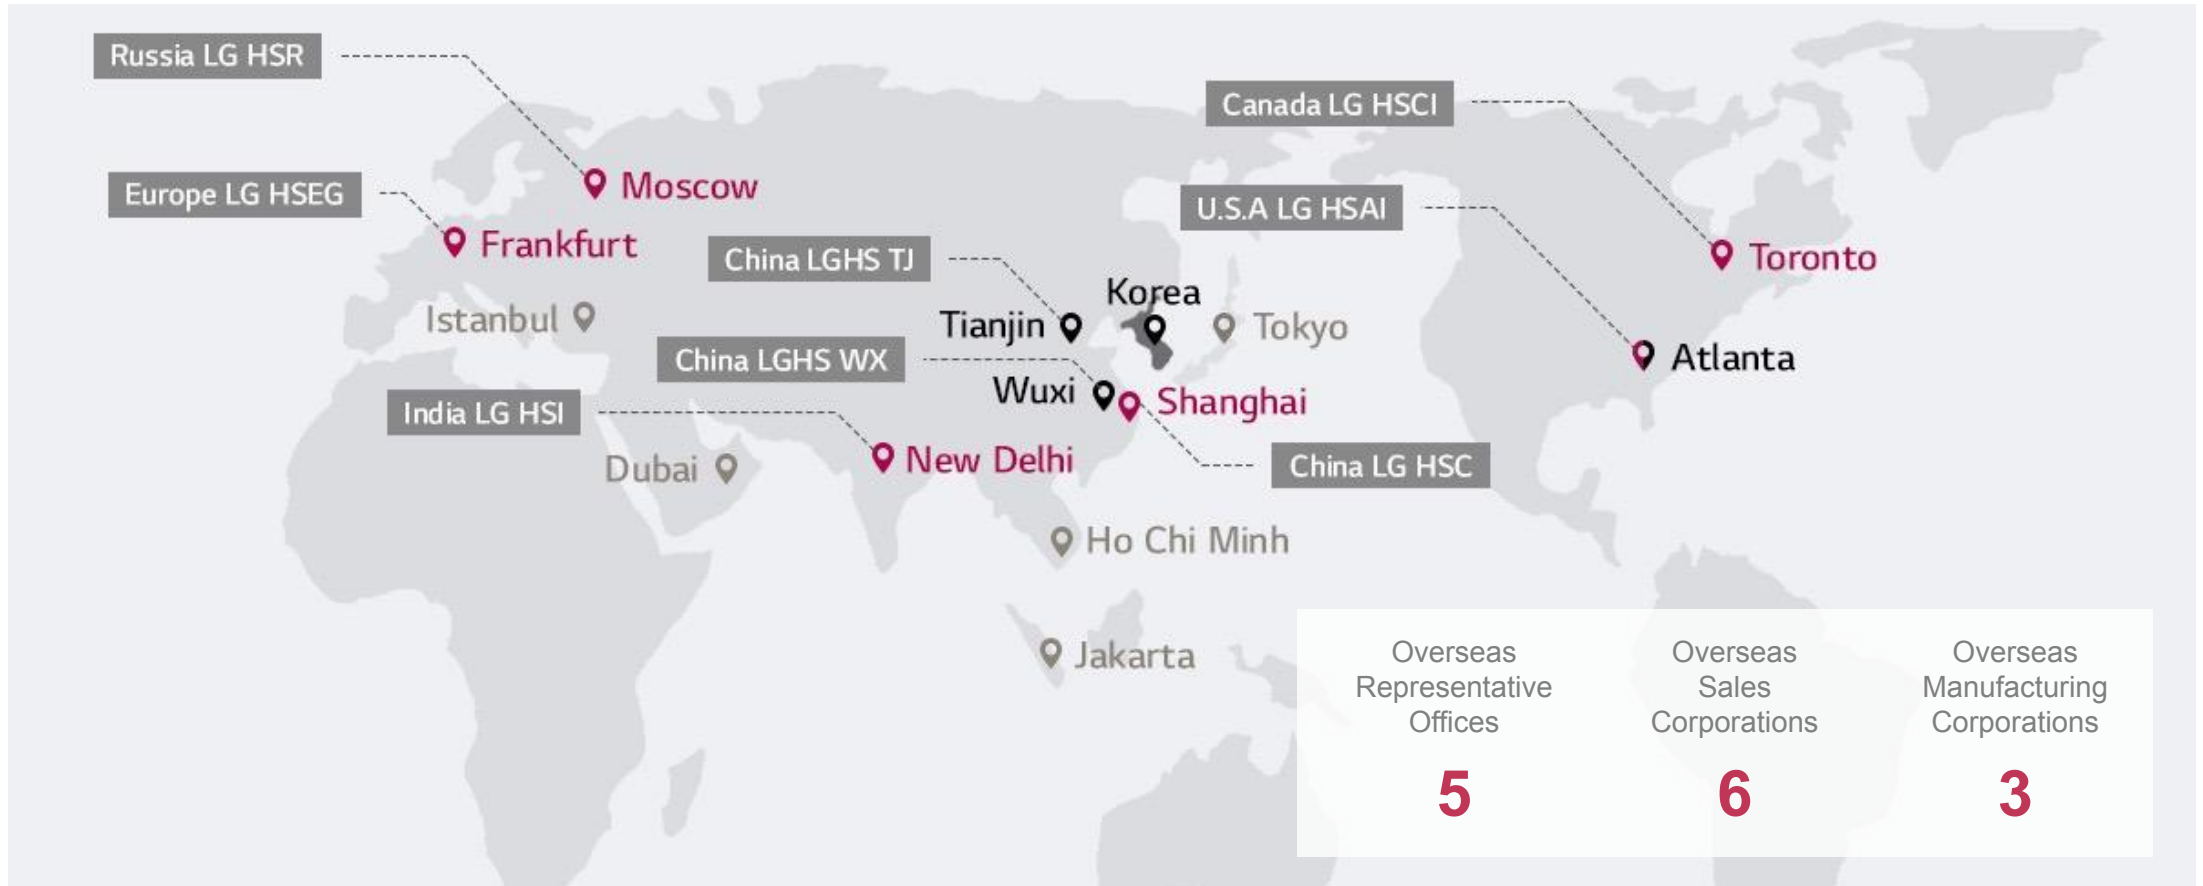 Russia LG HSR
Canada LG HSCI
Moscow
Europe LG HSEG
U.S.A LG HSAI
Frankfurt
China LGHS TJ
Toronto
Korea
Istanbul
Tianjin
Tokyo
China LGHS WX
Atlanta
Wuxi
Shanghai
India LG HSI
New Delhi
Dubai
China LG HSC
Ho Chi Minh
Jakarta
Overseas
Representative
Offices
5
Overseas
Sales
Corporations
6
Overseas
Manufacturing
Corporations
3